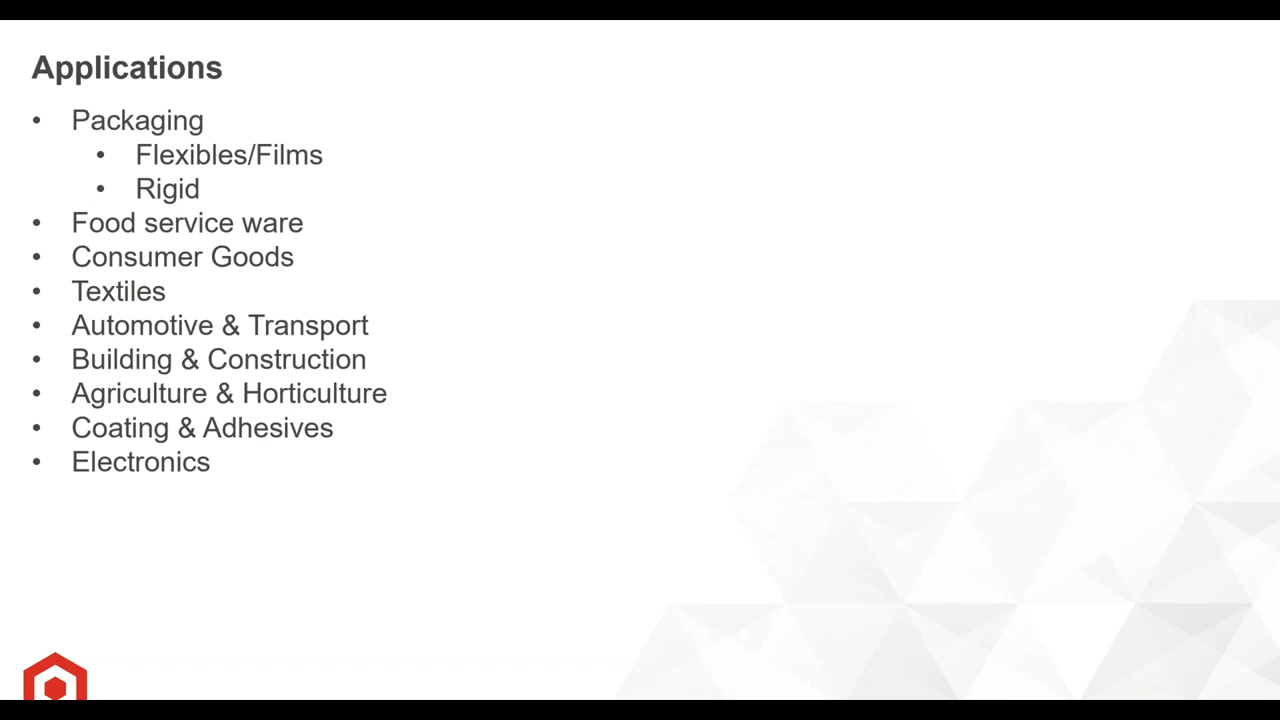 Applications
• Packaging
• Flexibles/Films
• Rigid
• Food service ware
• Consumer Goods
• Textiles
• Automotive & Transport
• Building & Construction
• Agriculture & Horticulture
• Coating & Adhesives
• Electronics